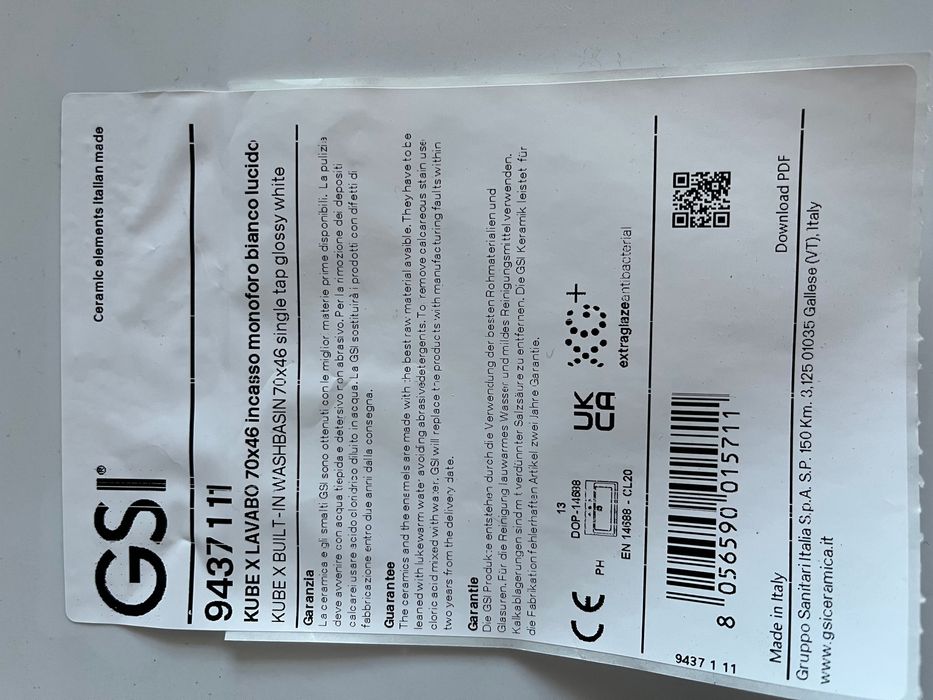 GSI®
Ceramic elements Italian made
9437 1 11
KUBE X LAVABO 70x46 incasso monoforo bianco lucido
KUBE X BUILT-IN WASHBASIN 70x46 single tap glossy white
Garanzia
La ceramica e gli smalti GSI sono ottenuti con le miglior materie prime disponibili. La pulizia
deve avvenire con acqua tiepida e detersivo non abrasivo. Per la rimozione dei depositi
calcarei usare acido cloridrico diluito in acqua. La GSI sostituirà i prodotti con difetti di
fabbricazione entro due anni dalla consegna.
Guarantee
The ceramics and the enamels are made with the best raw material avaible. They have to be
leaned with lukewarm water avoiding abrasive detergents. To remove calcareous stain use
cloric acid mixed with water. GSI will replace the products with manufacturing faults within
two years from the delivery date.
Garantie
Die GSI Produkce entstehen durch die Verwendung der besten Rohmaterialien und
Glasuren. Für die Reinigung lauwarmes Wasser und mildes Reinigungsmittel verwenden.
Kalkablagerungen sind mit verdünnter Salzsäure zu entfernen. Die GSI Keramik leistet für
die Fabrikation fehlerhaften Artikel zwei Jahre Garantie.
CE
PH
13
DOP-14688
EN 14688 - CL20
UK
CA
xg+
extraglazeantibacterial
8 056590 015711
9437 1 11
Made in Italy
Download PDF
Gruppo Sanitari Italia S.p.A. S.P. 150 Km. 3,125 01035 Gallese (VT), Italy
www.gsiceramica.it